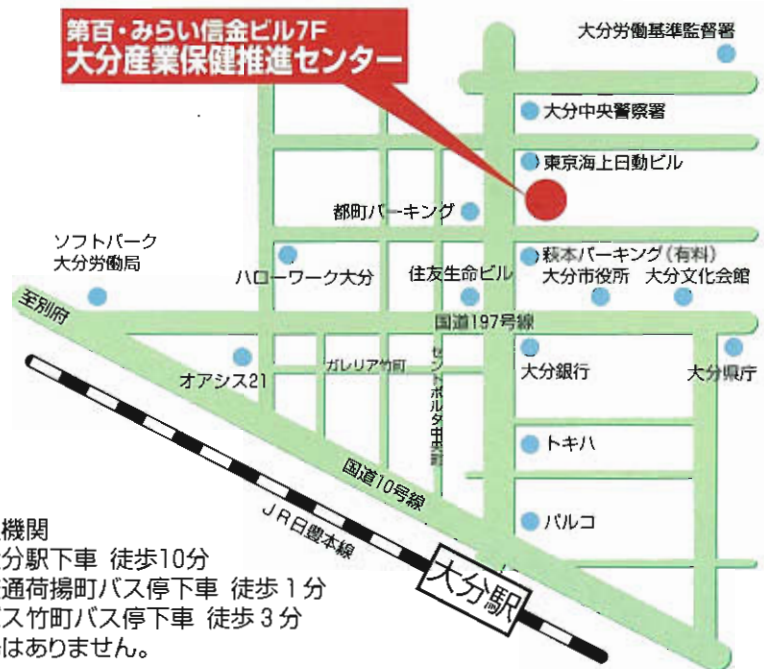 第百・みらい信金ビル7F
大分産業保健推進センター
大分労働基準監督署
大分中央警察署
東京海上日動ビル
都町パーキング
ソフトパーク
大分労働局
ハローワーク大分
住友生命ビル
萩本パーキング(有料)
大分市役所
大分文化会館
至別府
国道197号線
オアシス21
ガレリア竹町
セントポルタ中央町
大分銀行
大分県庁
トキハ
国道10号線
JR日豊本線
パルコ
大分駅
機関
分駅下車 徒歩10分
通荷揚町バス停下車 徒歩1分
ス竹町バス停下車 徒歩3分
はありません。